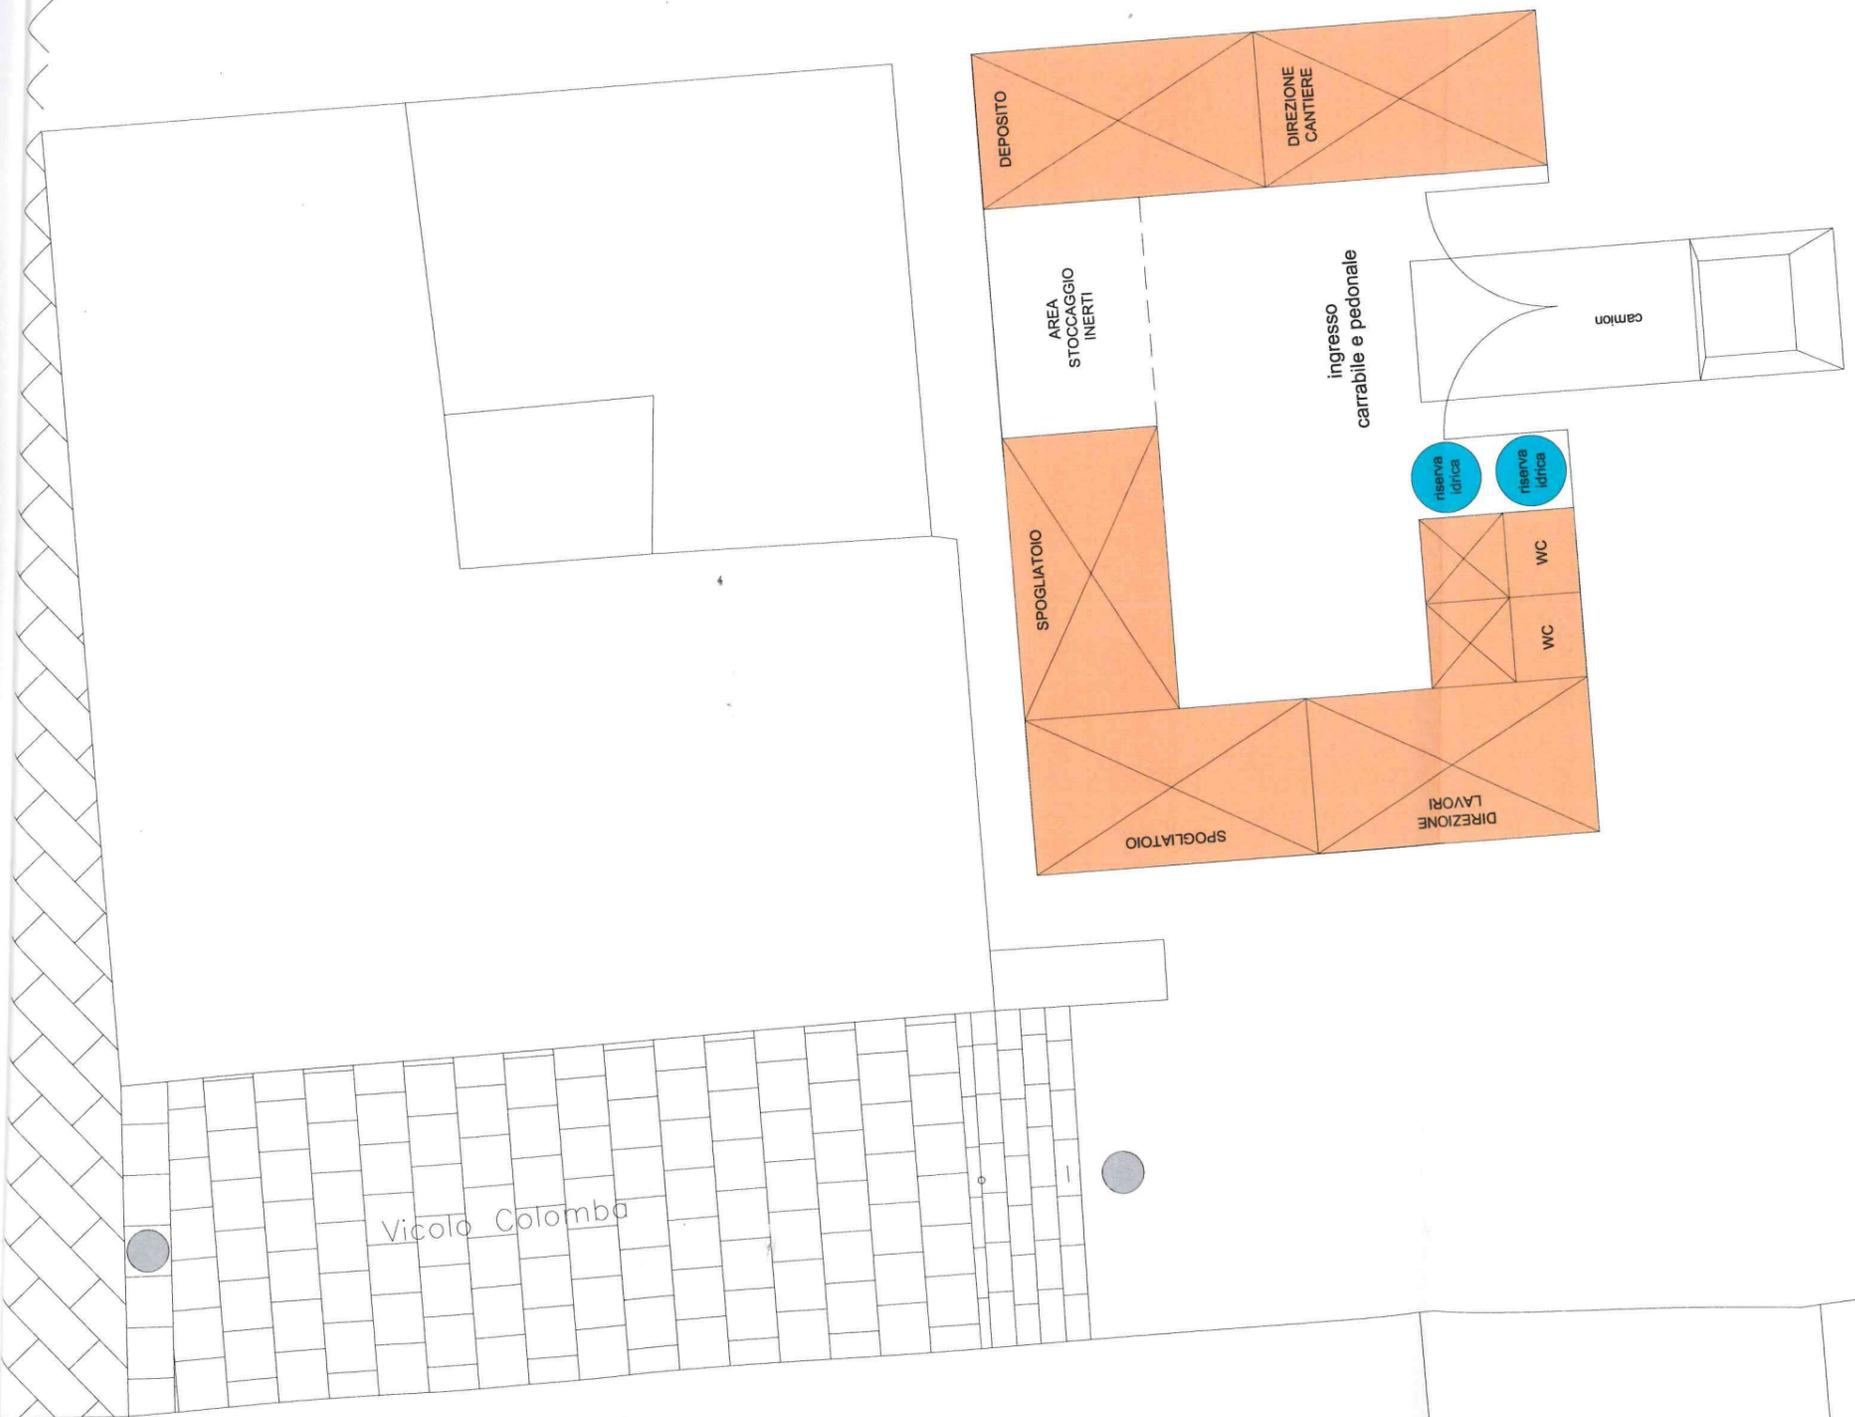 DEPOSITO
DIREZIONE
CANTIERE
AREA
STOCCAGGIO
INERTI
ingresso
carrabile e pedonale
camion
riserva
idrica
riserva
idrica
SPOGLIATOIO
WC
WC
SPOGLIATOIO
DIREZIONE
LAVORI
Vicolo Colomba